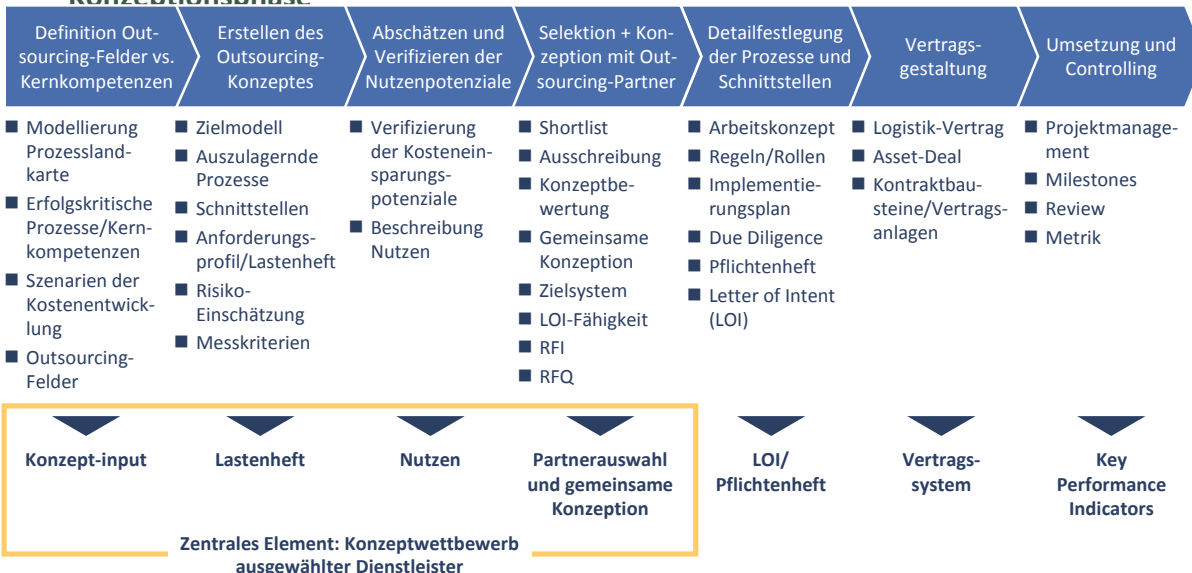 Konzeptionsphase
Definition Out-
sourcing-Felder vs.
Kernkompetenzen
Erstellen des
Outsourcing-
Konzeptes
Abschätzen und
Verifizieren der
Nutzenpotenziale
Selektion + Kon-
zeption mit Out-
sourcing-Partner
Detailfestlegung
der Prozesse und
Schnittstellen
Vertrags-
gestaltung
Umsetzung und
Controlling
Modellierung
Prozessland-
karte
Erfolgskritische
Prozesse/Kern-
kompetenzen
Szenarien der
Kostenentwick-
lung
Outsourcing-
Felder
Zielmodell
Auszulagernde
Prozesse
Schnittstellen
Anforderungs-
profil/Lastenheft
Risiko-
Einschätzung
Messkriterien
Verifizierung
der Kostenein-
sparungs-
potenziale
Beschreibung
Nutzen
Shortlist
Ausschreibung
Konzeptbe-
wertung
Gemeinsame
Konzeption
Zielsystem
LOI-Fähigkeit
RFI
RFQ
Arbeitskonzept
Regeln/Rollen
Implementie-
rungsplan
Due Diligence
Pflichtenheft
Letter of Intent
(LOI)
Logistik-Vertrag
Asset-Deal
Kontraktbau-
steine/Vertrags-
anlagen
Projektmanage-
ment
Milestones
Review
Metrik
Konzept-input
Lastenheft
Nutzen
Partnerauswahl
und gemeinsame
Konzeption
LOI/
Pflichtenheft
Vertrags-
system
Key
Performance
Indicators
Zentrales Element: Konzeptwettbewerb
ausgewählter Dienstleister